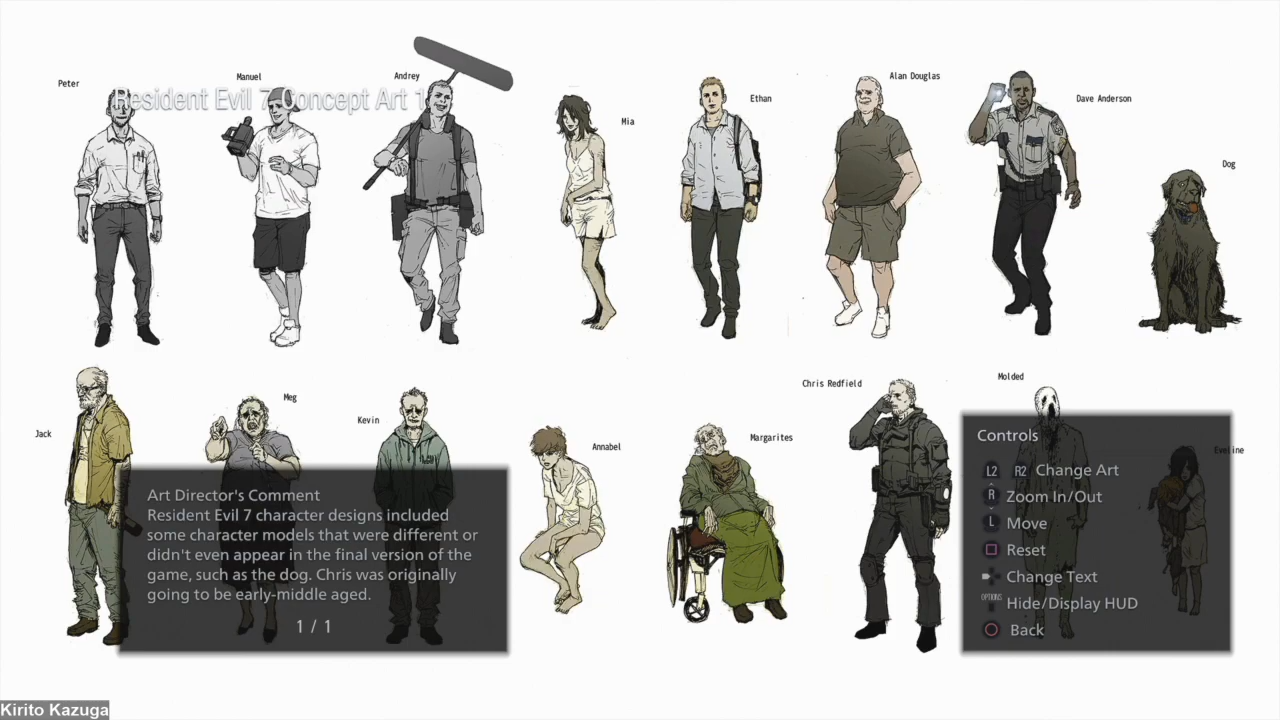 Peter
Manuel
Andrey
Resident Evil 7 Concept Art 1
Mia
Ethan
Alan Douglas
Dave Anderson
Dog
Jack
Meg
Kevin
Annabel
Margarites
Chris Redfield
Molded
Eveline
Art Director's Comment
Resident Evil 7 character designs included
some character models that were different or
didn't even appear in the final version of the
game, such as the dog. Chris was originally
going to be early-middle aged.
1 / 1
Controls
L2 R2 Change Art
R Zoom In/Out
L Move
Reset
Change Text
OPTIONS Hide/Display HUD
Back
Kirito Kazuga